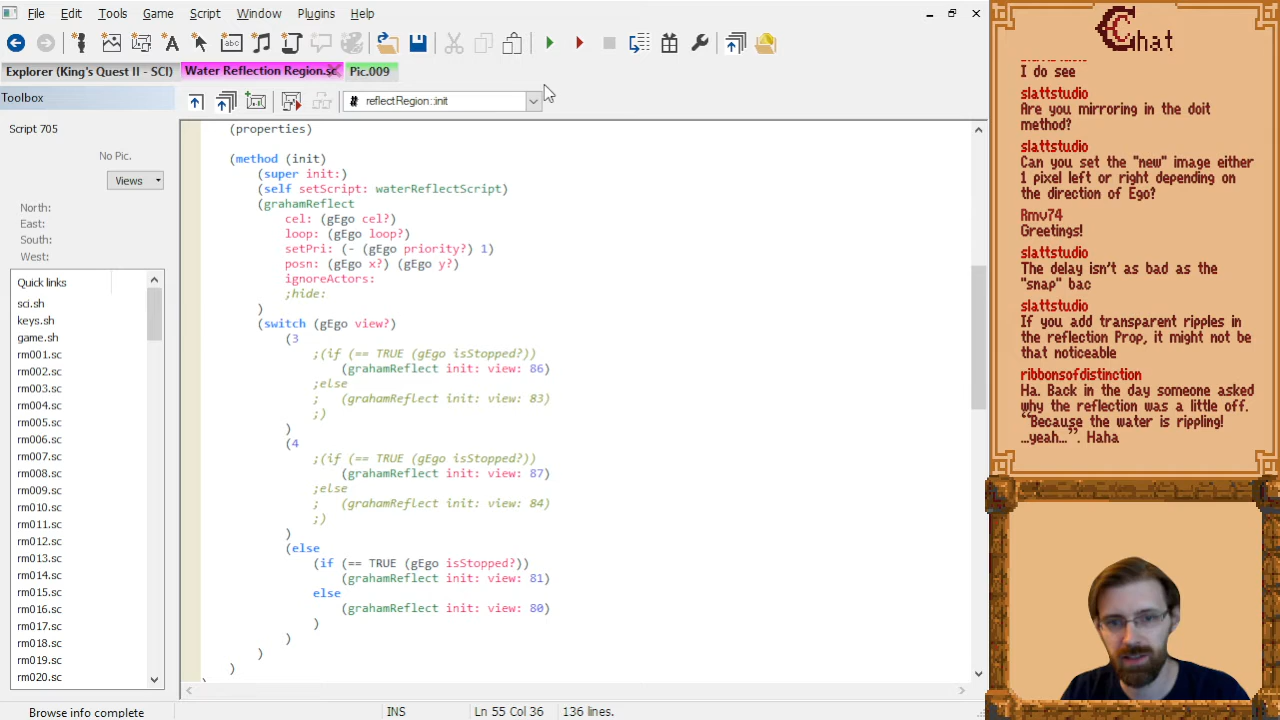 File Edit Tools Game Script Window Plugins Help
Explorer (King's Quest II - SCI) Water Reflection Region.sc Pic.009
Toolbox
reflectRegion::init
Script 705
No Pic.
Views
North:
East:
South:
West:
Quick links
sci.sh
keys.sh
game.sh
rm001.sc
rm002.sc
rm003.sc
rm004.sc
rm005.sc
rm006.sc
rm007.sc
rm008.sc
rm009.sc
rm010.sc
rm011.sc
rm012.sc
rm013.sc
rm014.sc
rm015.sc
rm016.sc
rm017.sc
rm018.sc
rm019.sc
rm020.sc
(properties)
(method (init)
(super init:)
(self setScript: waterReflectScript)
(grahamReflect
cel: (gEgo cel?)
loop: (gEgo loop?)
setPri: (- (gEgo priority?) 1)
posn: (gEgo x?) (gEgo y?)
ignoreActors:
;hide:
)
(switch (gEgo view?)
(3
;(if (== TRUE (gEgo isStopped?))
(grahamReflect init: view: 86)
;else
; (grahamReflect init: view: 83)
;)
)
(4
;(if (== TRUE (gEgo isStopped?))
(grahamReflect init: view: 87)
;else
; (grahamReflect init: view: 84)
;)
)
(else
(if (== TRUE (gEgo isStopped?))
(grahamReflect init: view: 81)
else
(grahamReflect init: view: 80)
)
)
)
)
Browse info complete
INS
Ln 55 Col 36
136 lines.
Chat
I do see
slattstudio
Are you mirroring in the doit
method?
slattstudio
Can you set the "new" image either
1 pixel left or right depending on
the direction of Ego?
Rmv74
Greetings!
slattstudio
The delay isn't as bad as the
"snap" bac
slattstudio
If you add transparent ripples in
the reflection Prop, it might not be
that noticeable
ribbonsofdistinction
Ha. Back in the day someone asked
why the reflection was a little off.
“Because the water is rippling!
…yeah…”. Haha